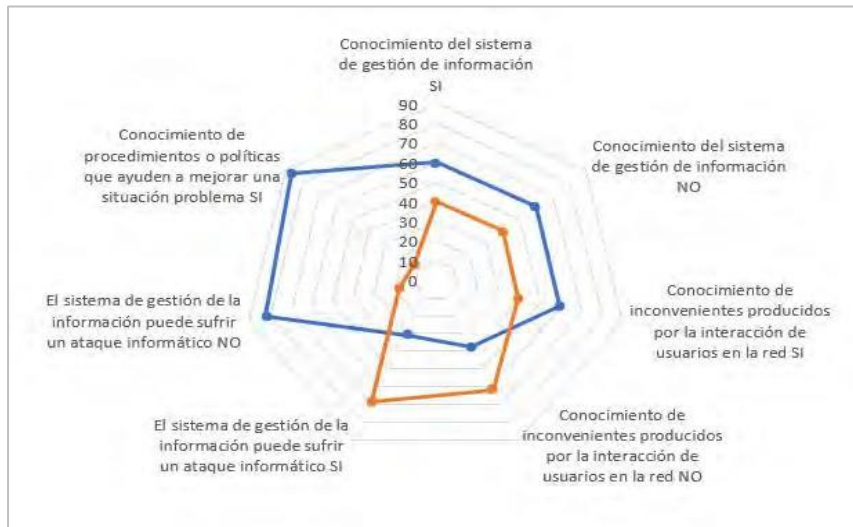 Conocimiento del sistema
de gestión de información
SI
Conocimiento del sistema
de gestión de información
NO
Conocimiento de
inconvenientes producidos
por la interacción de
usuarios en la red SI
Conocimiento de
inconvenientes producidos
por la interacción de
usuarios en la red NO
El sistema de gestión de la
información puede sufrir
un ataque informático SI
El sistema de gestión de la
información puede sufrir
un ataque informático NO
Conocimiento de
procedimientos o políticas
que ayuden a mejorar una
situación problema SI
90
80
70
60
50
40
30
20
10
0